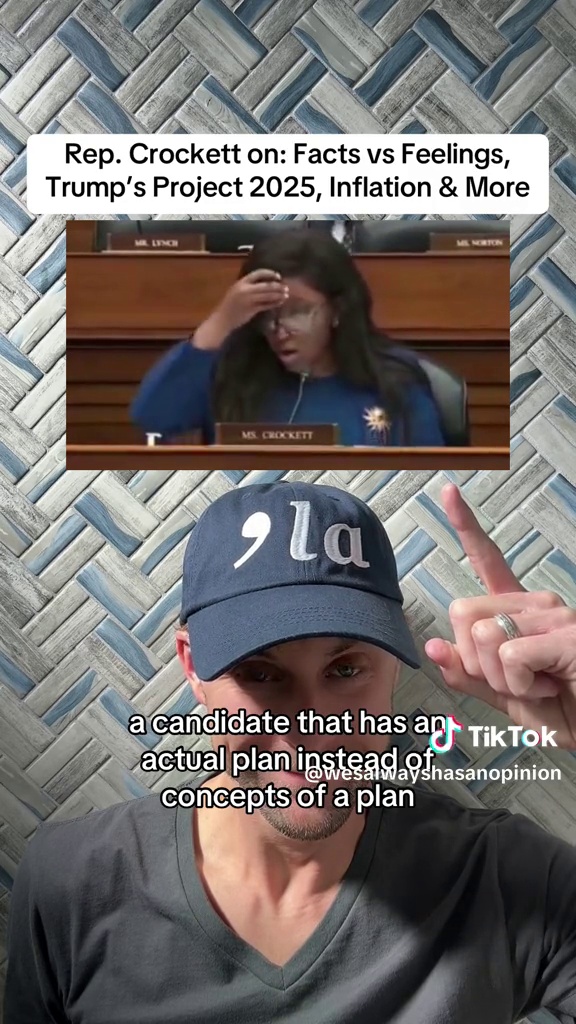 Rep. Crockett on: Facts vs Feelings,
Trump's Project 2025, Inflation & More
MR. LYNCH
MS. NORTON
MS. CROCKETT
,la
a candidate that has an
actual plan instead of
concepts of a plan
TikTok
@wesalwayshasanopinion